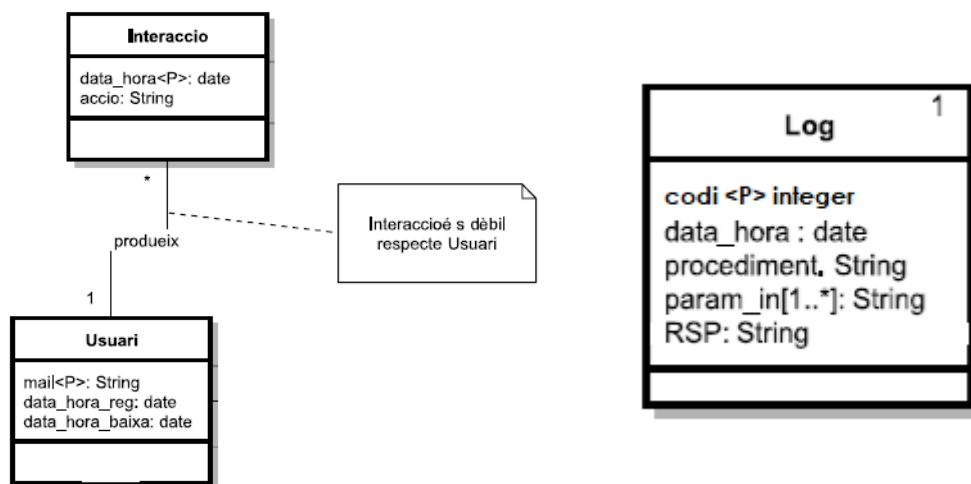 Interaccio
data_hora<P>: date
accio: String
*
produeix
1
Interaccioé s dèbil
respecte Usuari
Usuari
mail<P>: String
data_hora_reg: date
data_hora_baixa: date
Log
1
codi <P> integer
data_hora : date
procediment. String
param_in[1..*]: String
RSP: String